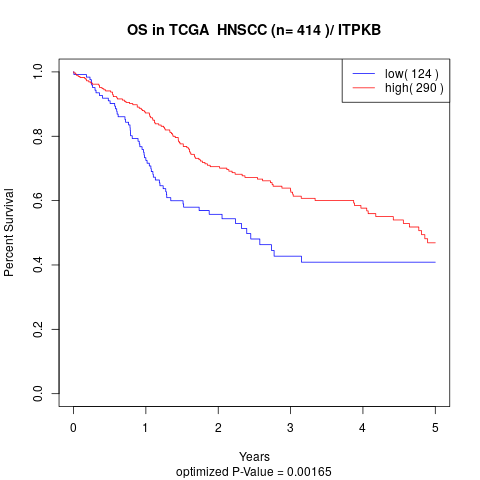 OS in TCGA  HNSCC (n= 414 )/ ITPKB
low( 124 )
high( 290 )
Percent Survival
1.0
0.8
0.6
0.4
0.2
0.0
0 1 2 3 4 5
Years
optimized P-Value = 0.00165